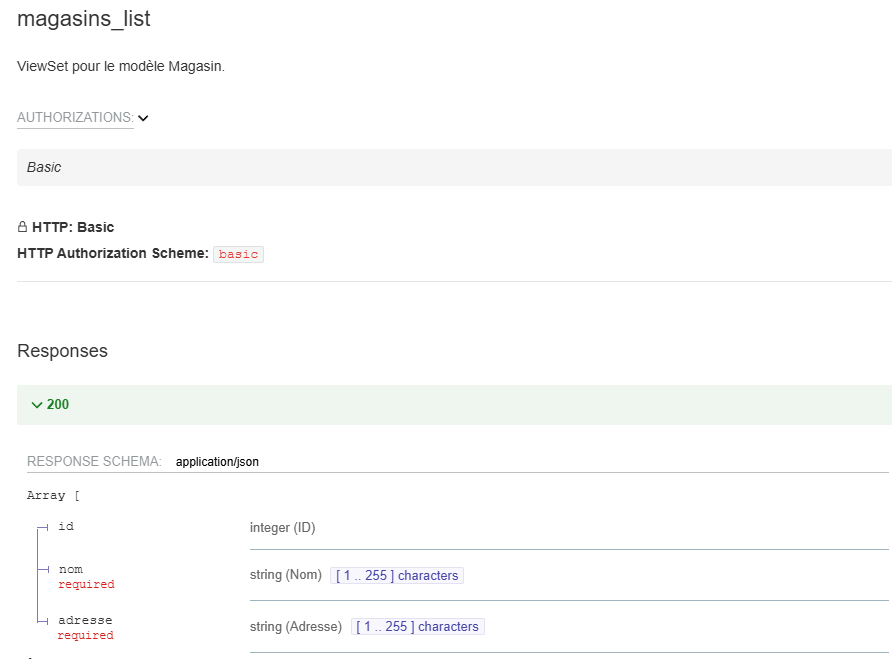 magasins_list
ViewSet pour le modèle Magasin.
AUTHORIZATIONS:
Basic
HTTP: Basic
HTTP Authorization Scheme: basic
Responses
200
RESPONSE SCHEMA: application/json
Array [
id integer (ID)
nom
required
string (Nom) [ 1 .. 255 ] characters
adresse
required
string (Adresse) [ 1 .. 255 ] characters